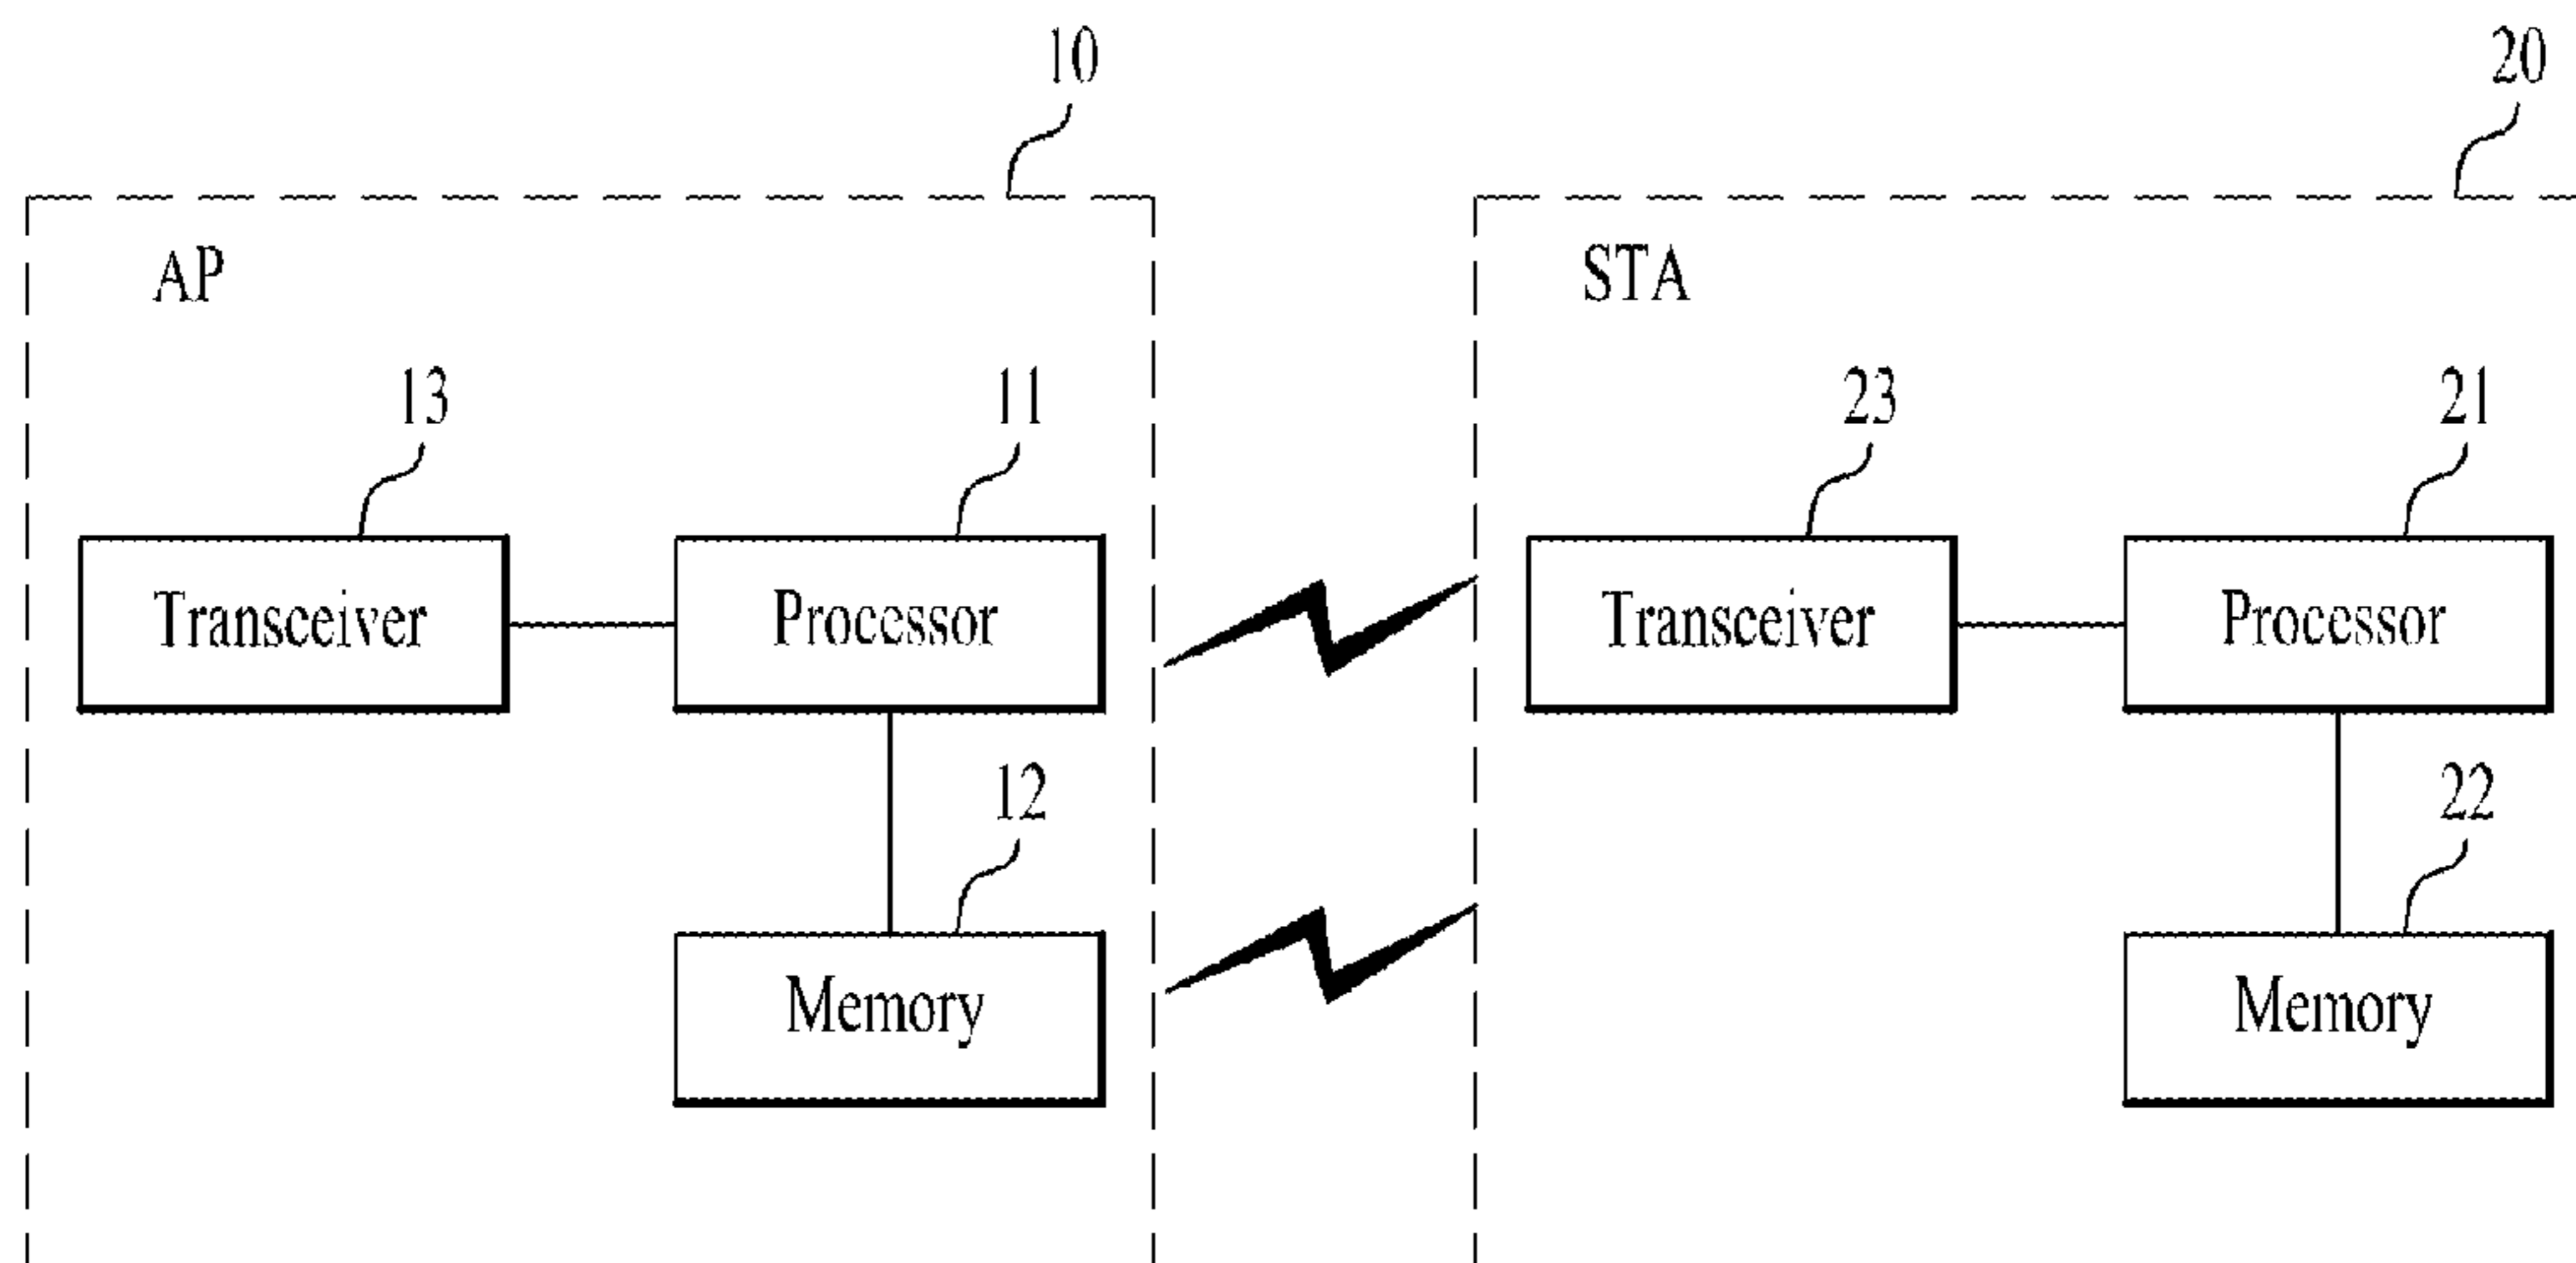 10
20
AP
STA
13
11
23
21
Transceiver
Processor
Transceiver
Processor
12
22
Memory
Memory